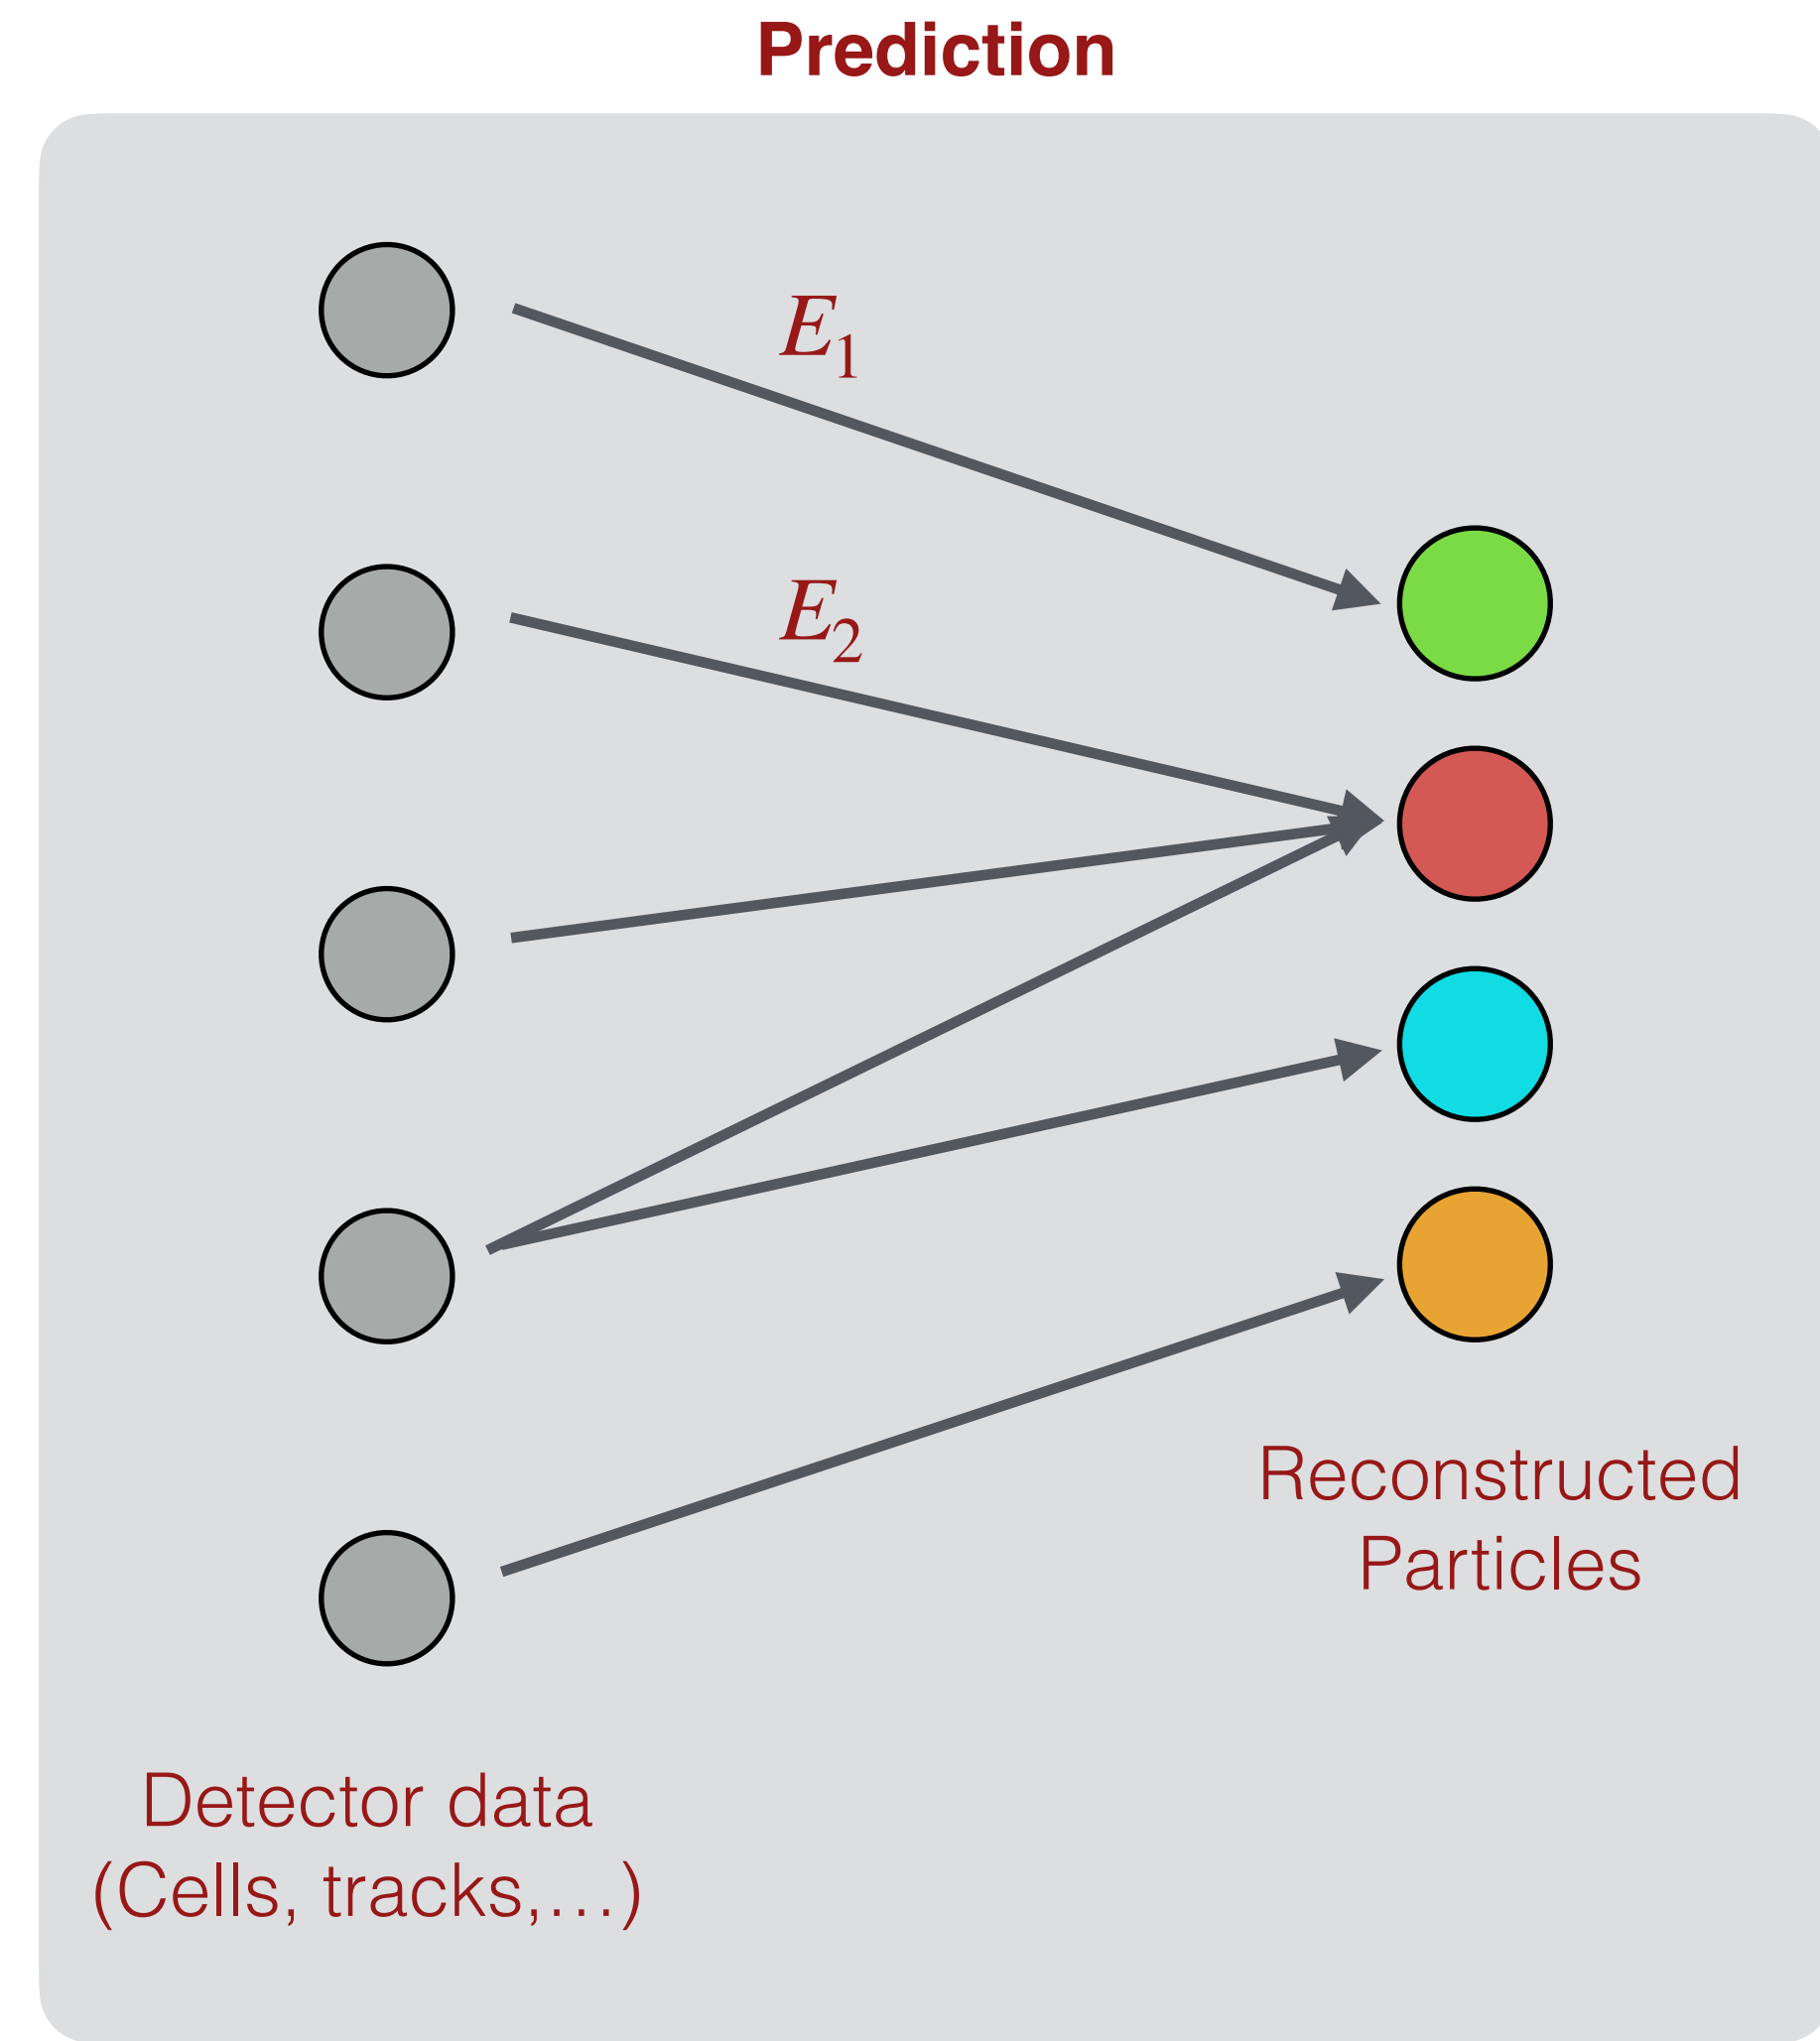 Prediction
E1
E2
Reconstructed
Particles
Detector data
(Cells, tracks,…)